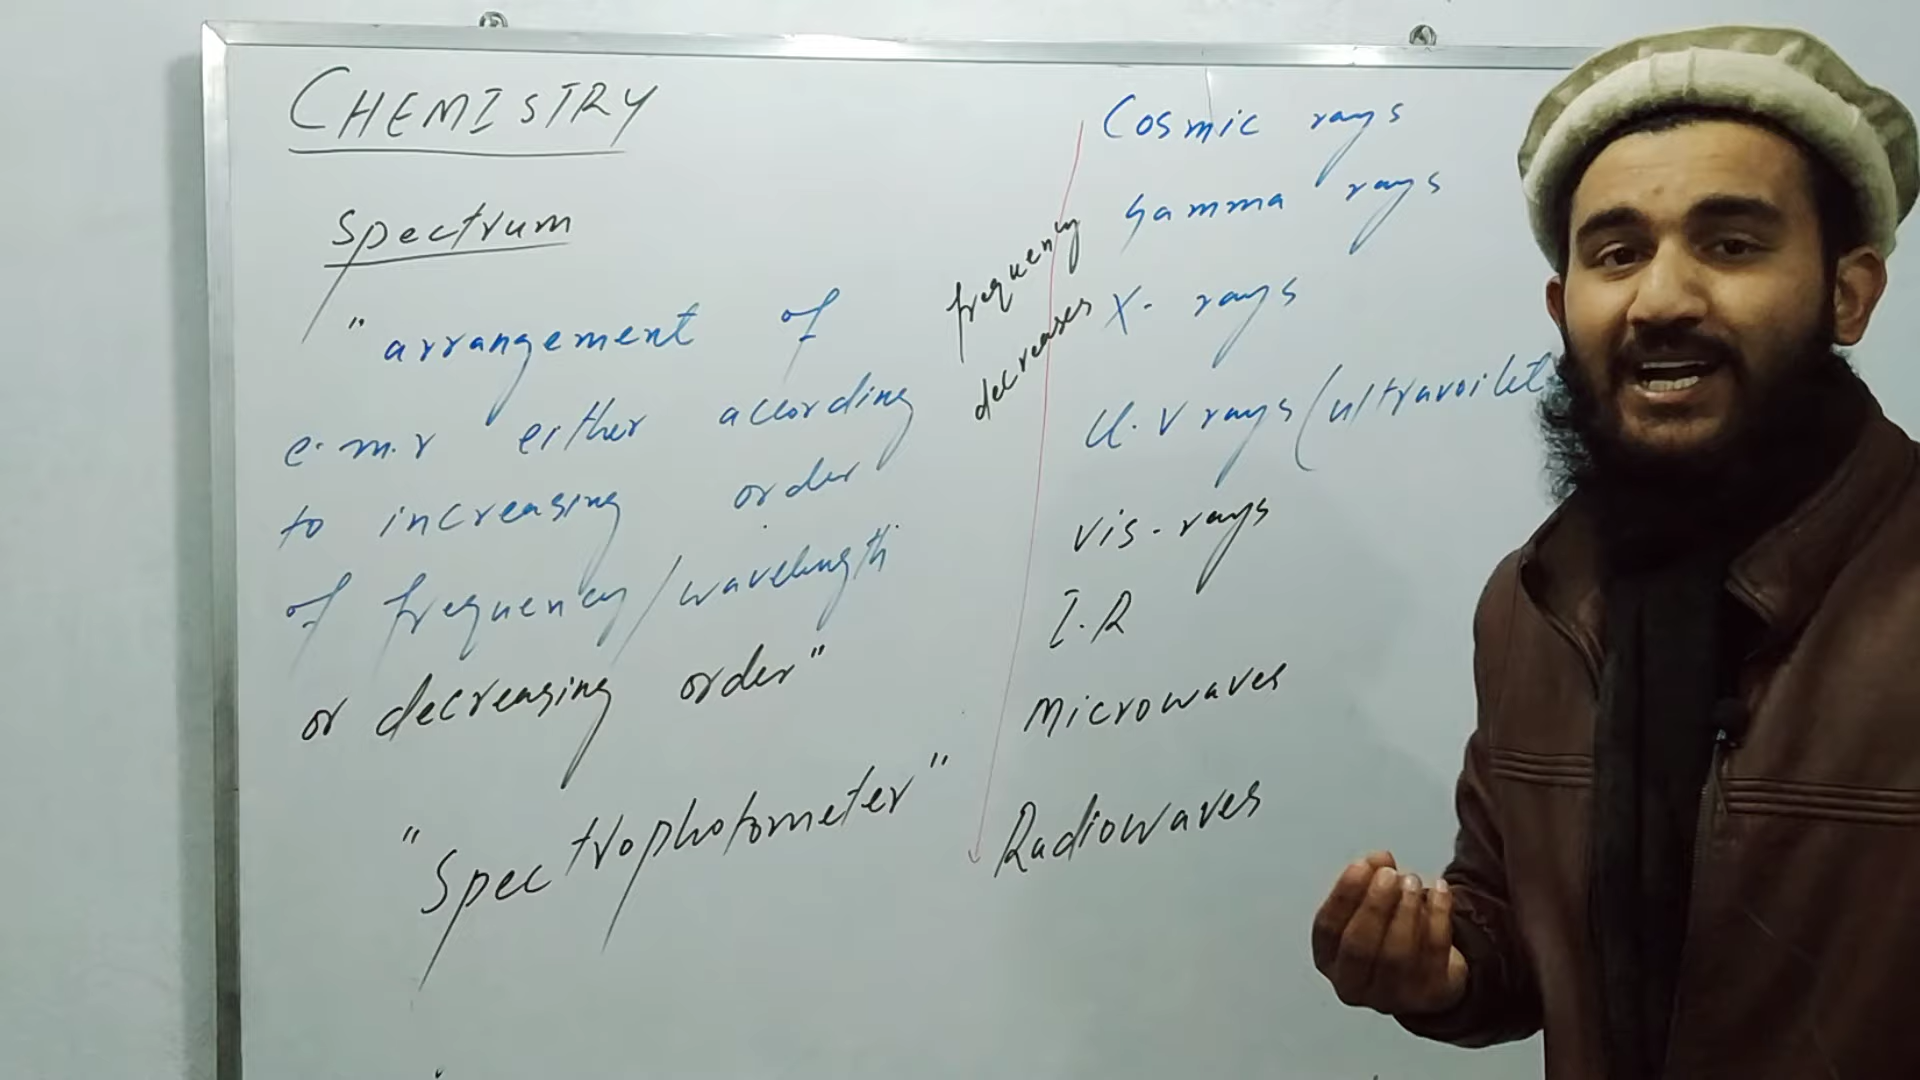 CHEMISTRY
Spectrum
"arrangement of
e.m.r either according
to increasing order
of frequency/wavelength
or decreasing order"
"Spectrophotometer"
frequency
decreases
Cosmic rays
Gamma rays
X- rays
U.V rays (ultravoilet
Vis-rays
I.R
Microwaves
Radiowaves